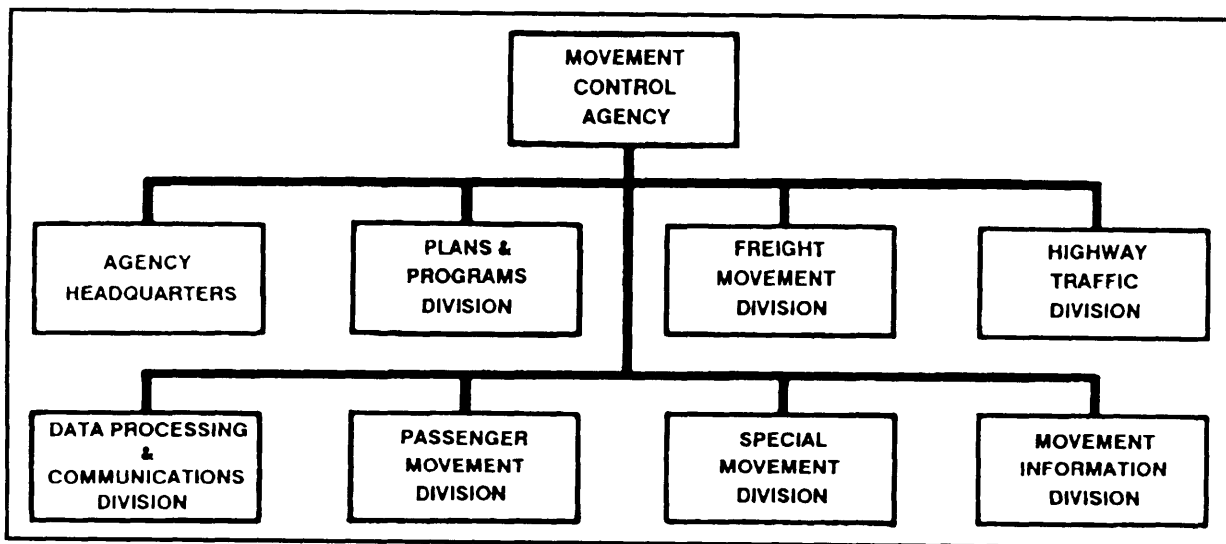 MOVEMENT
CONTROL
AGENCY
AGENCY
HEADQUARTERS
PLANS &
PROGRAMS
DIVISION
FREIGHT
MOVEMENT
DIVISION
HIGHWAY
TRAFFIC
DIVISION
DATA PROCESSING
&
COMMUNICATIONS
DIVISION
PASSENGER
MOVEMENT
DIVISION
SPECIAL
MOVEMENT
DIVISION
MOVEMENT
INFORMATION
DIVISION